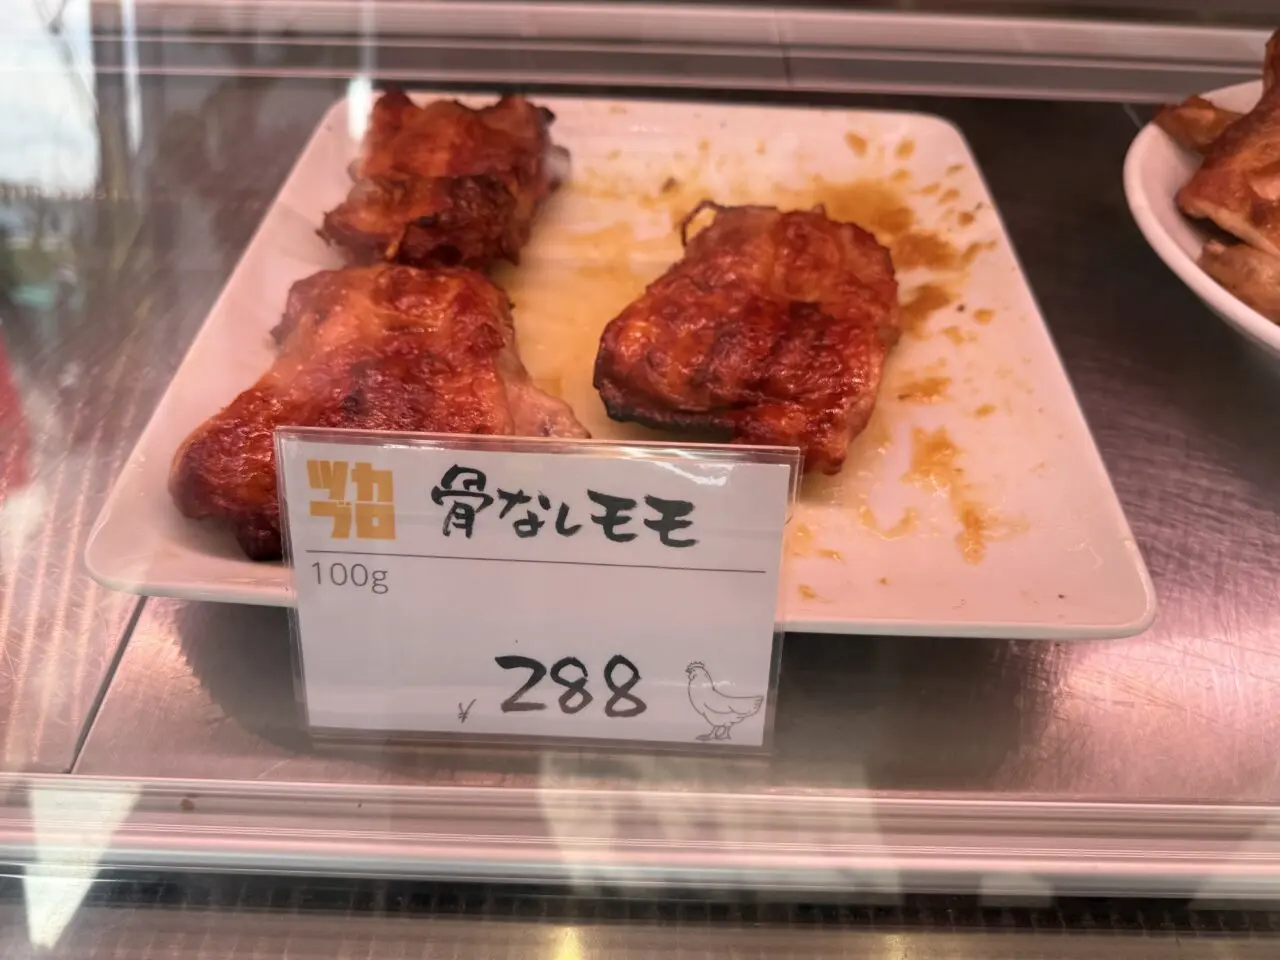 ツカ
ブロ
骨なしモモ
100g
¥ 288